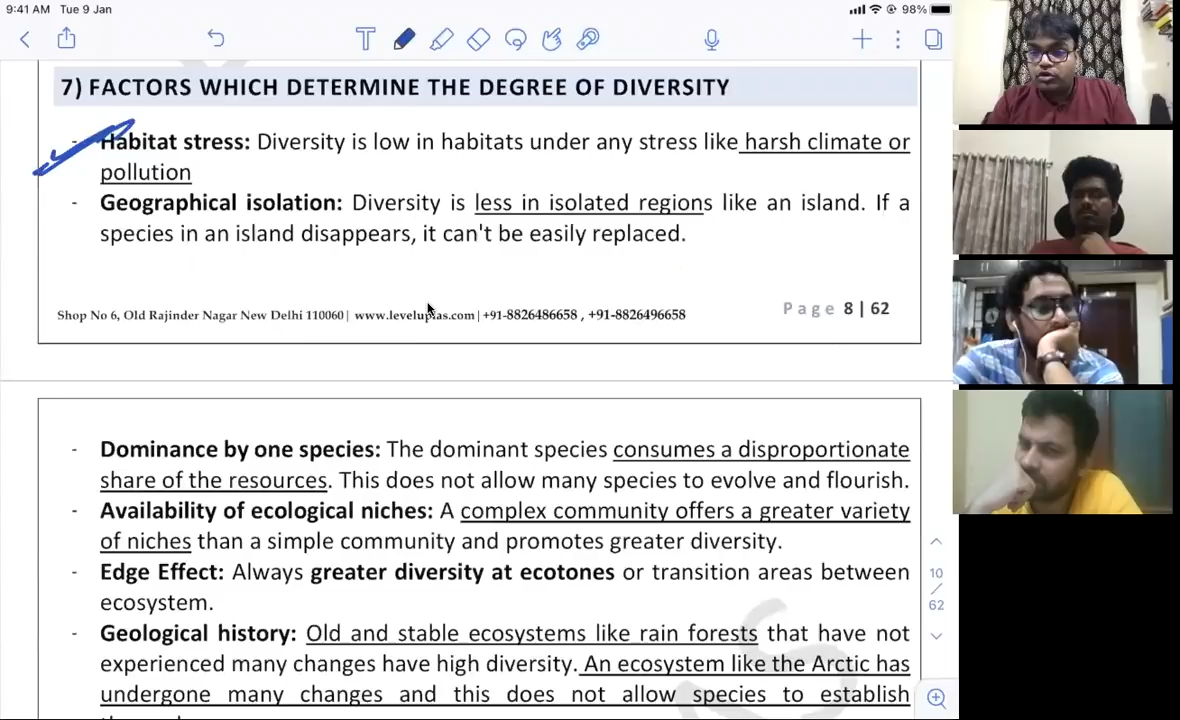 9:41 AM Tue 9 Jan
98%
7) FACTORS WHICH DETERMINE THE DEGREE OF DIVERSITY
- Habitat stress: Diversity is low in habitats under any stress like harsh climate or
pollution
- Geographical isolation: Diversity is less in isolated regions like an island. If a
species in an island disappears, it can't be easily replaced.
Shop No 6, Old Rajinder Nagar New Delhi 110060| www.levelupias.com | +91-8826486658 , +91-8826496658
Page 8 | 62
- Dominance by one species: The dominant species consumes a disproportionate
share of the resources. This does not allow many species to evolve and flourish.
- Availability of ecological niches: A complex community offers a greater variety
of niches than a simple community and promotes greater diversity.
- Edge Effect: Always greater diversity at ecotones or transition areas between
ecosystem.
- Geological history: Old and stable ecosystems like rain forests that have not
experienced many changes have high diversity. An ecosystem like the Arctic has
undergone many changes and this does not allow species to establish
10
/
62